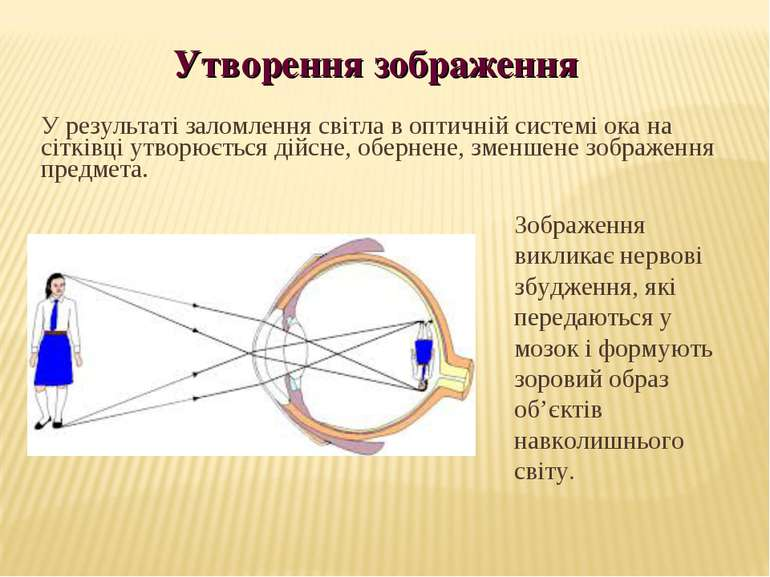 Утворення зображення
У результаті заломлення світла в оптичній системі ока на
сітківці утворюється дійсне, обернене, зменшене зображення
предмета.
Зображення
викликає нервові
збудження, які
передаються у
мозок і формують
зоровий образ
об’єктів
навколишнього
світу.